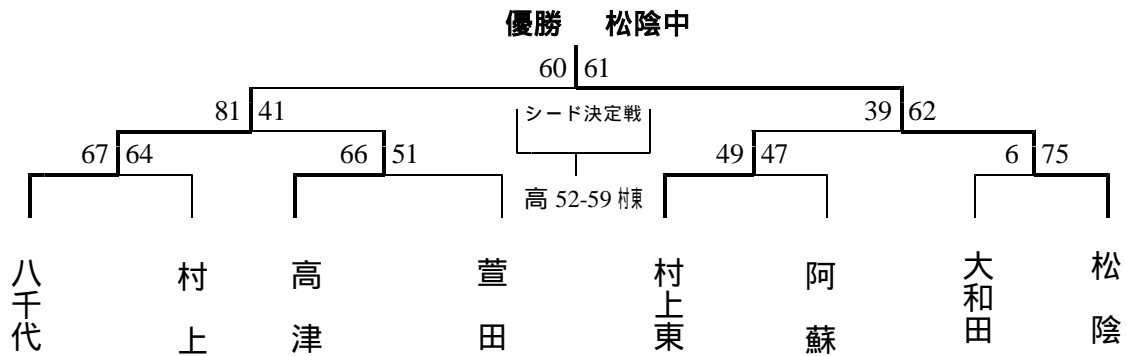 優勝 松陰中
60 61
81 41 シード決定戦 39 62
67 64 66 51 49 47 6 75
高 52-59 村東
八千代 村上 高津 萱田 村上東 阿蘇 大和田 松陰